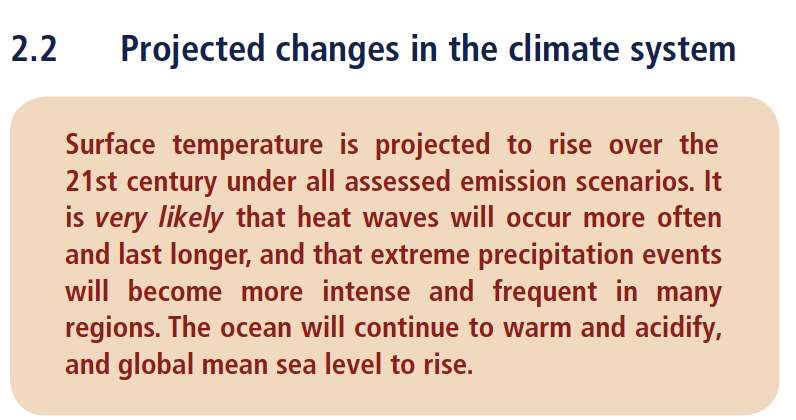 2.2 Projected changes in the climate system
Surface temperature is projected to rise over the
21st century under all assessed emission scenarios. It
is very likely that heat waves will occur more often
and last longer, and that extreme precipitation events
will become more intense and frequent in many
regions. The ocean will continue to warm and acidify,
and global mean sea level to rise.